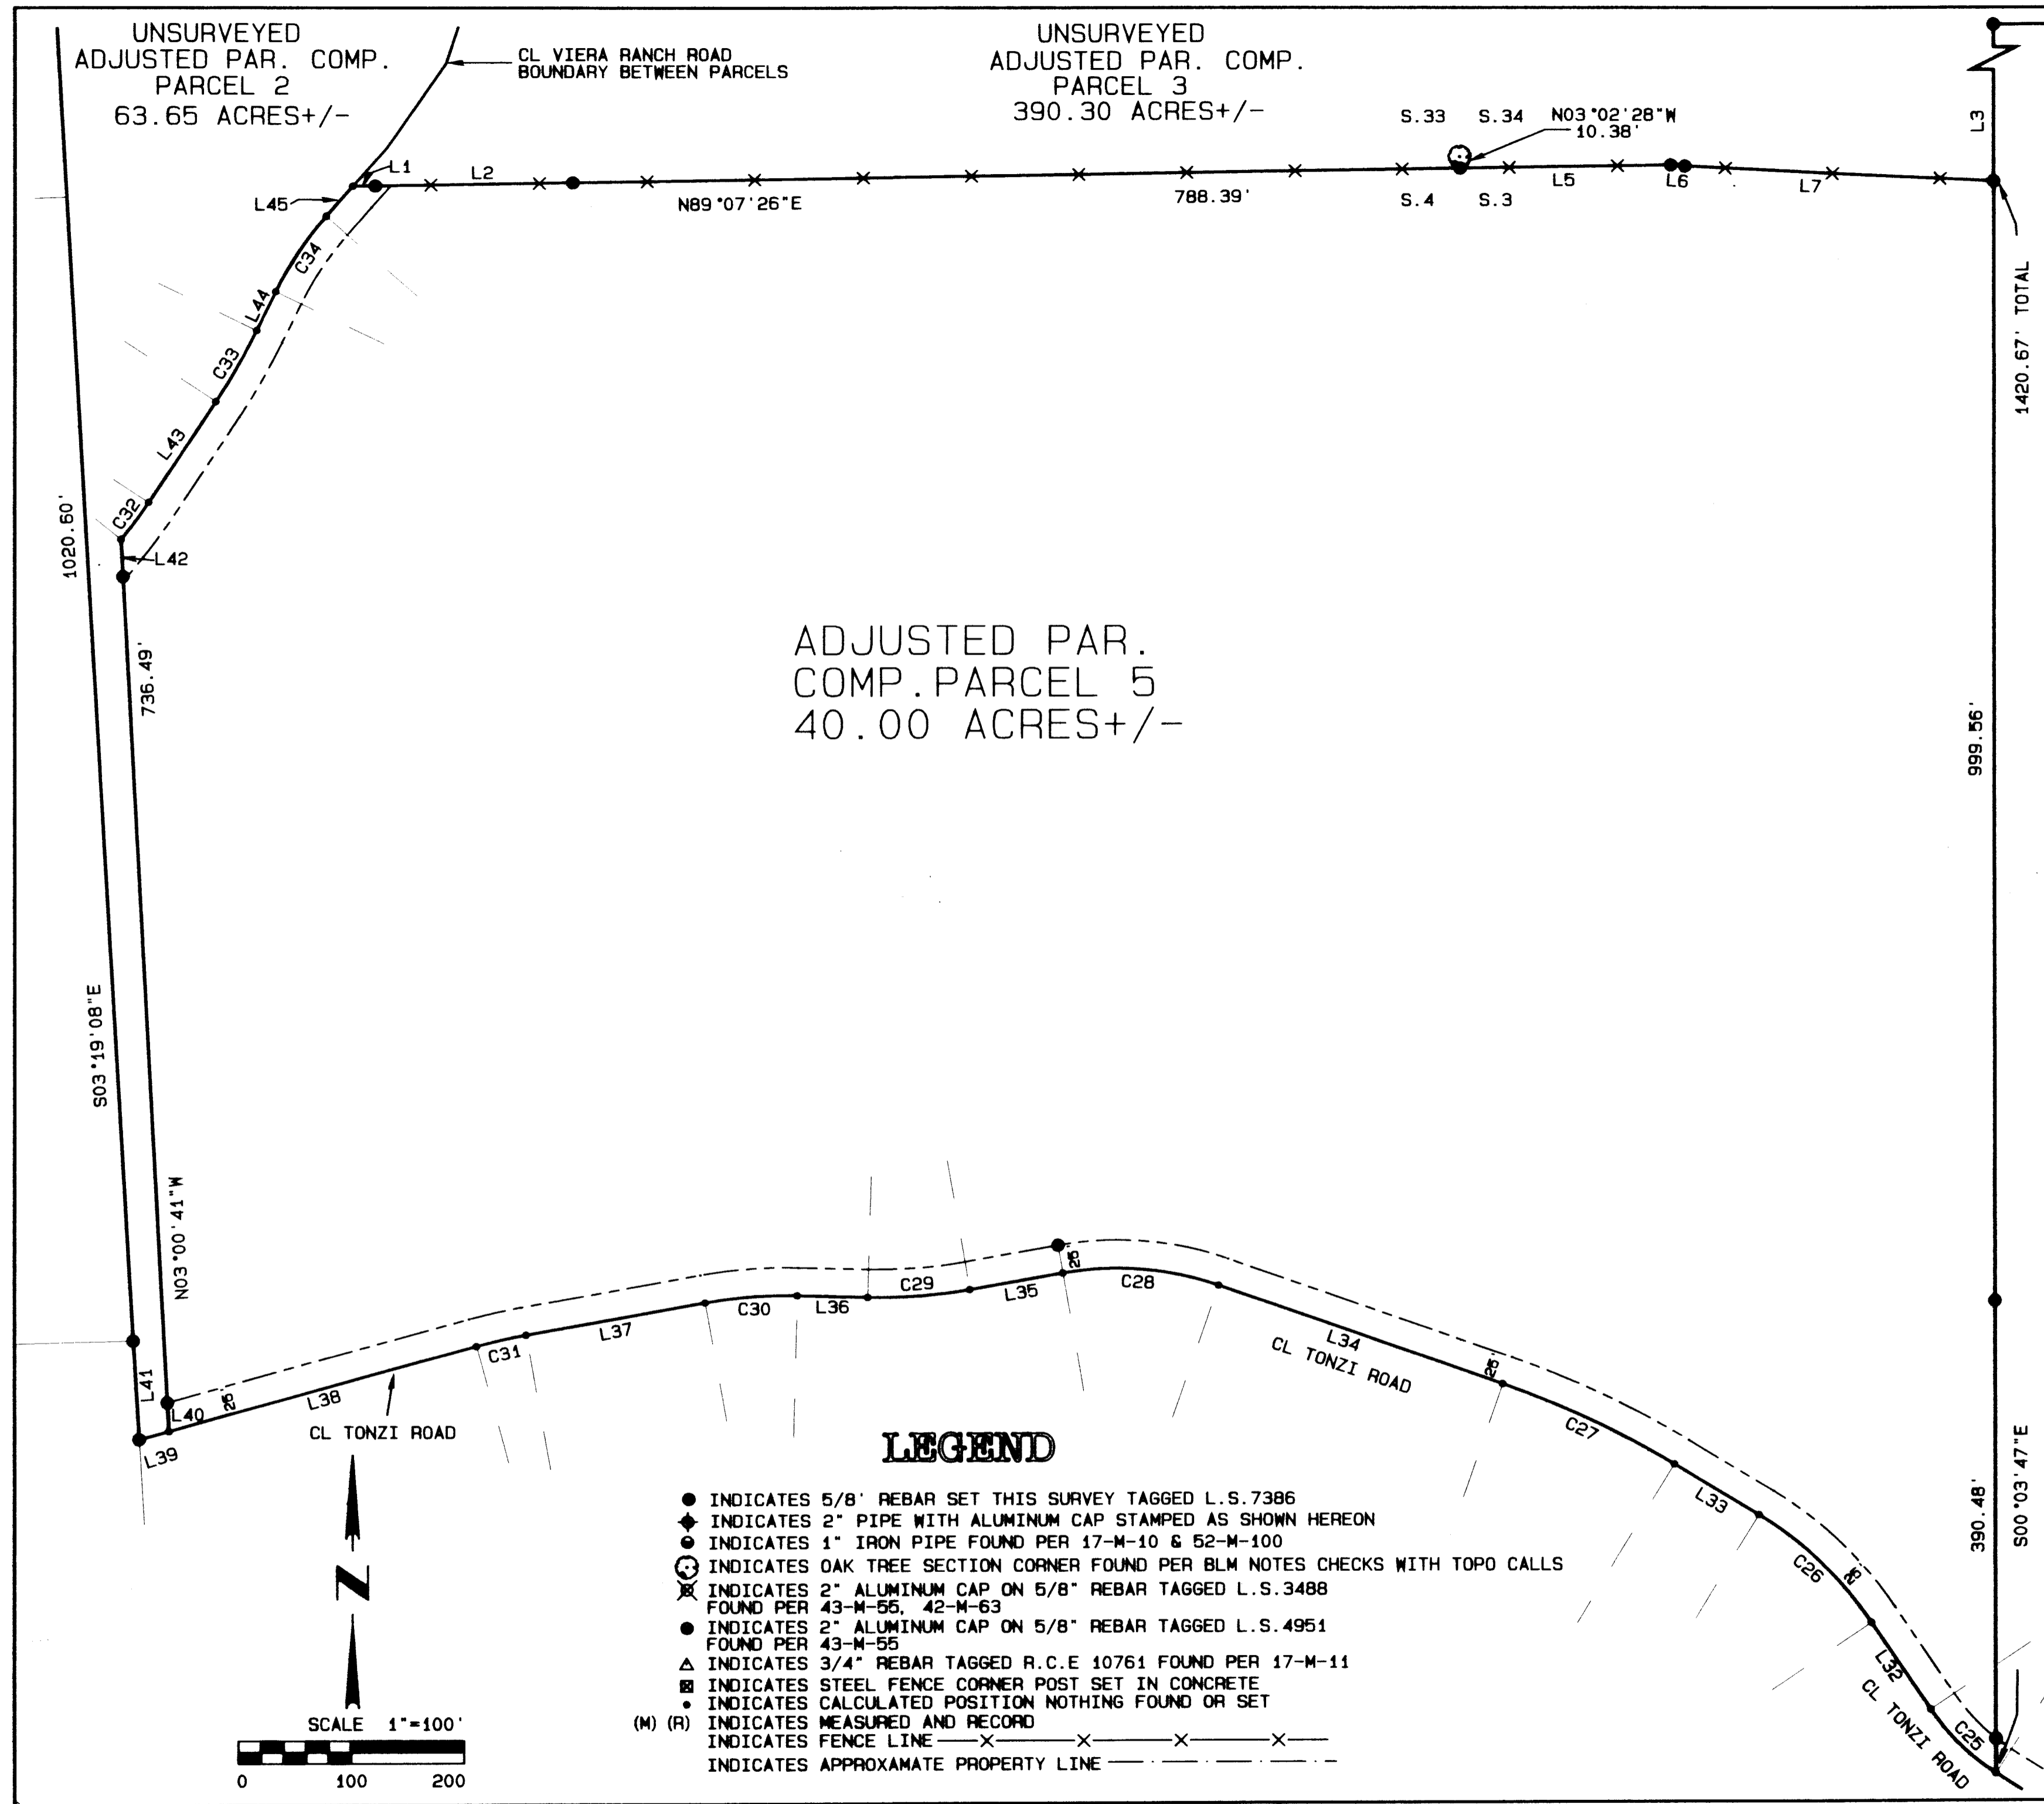 UNSURVEYED
ADJUSTED PAR. COMP.
PARCEL 2
63.65 ACRES+/-
CL VIERA RANCH ROAD
BOUNDARY BETWEEN PARCELS
UNSURVEYED
ADJUSTED PAR. COMP.
PARCEL 3
390.30 ACRES+/-
S.33
S.34
N03°02'28"W
10.38'
L3
L1
L2
L45
N89°07'26"E
788.39'
S.4
S.3
L5
L6
L7
C34
L44
C33
L43
C32
L42
1420.67' TOTAL
1020.60'
736.49'
ADJUSTED PAR.
COMP.PARCEL 5
40.00 ACRES+/-
999.56'
S03°19'08"E
N03°00'41"W
L41
L40
L39
25'
L38
CL TONZI ROAD
C31
L37
C30
L36
C29
L35
25'
C28
L34
CL TONZI ROAD
25'
C27
L33
C26
25'
L32
CL TONZI ROAD
C25
390.48'
S00°03'47"E
LEGEND
INDICATES 5/8' REBAR SET THIS SURVEY TAGGED L.S.7386
INDICATES 2" PIPE WITH ALUMINUM CAP STAMPED AS SHOWN HEREON
INDICATES 1" IRON PIPE FOUND PER 17-M-10 & 52-M-100
INDICATES OAK TREE SECTION CORNER FOUND PER BLM NOTES CHECKS WITH TOPO CALLS
INDICATES 2" ALUMINUM CAP ON 5/8" REBAR TAGGED L.S.3488
FOUND PER 43-M-55, 42-M-63
INDICATES 2" ALUMINUM CAP ON 5/8" REBAR TAGGED L.S.4951
FOUND PER 43-M-55
INDICATES 3/4" REBAR TAGGED R.C.E 10761 FOUND PER 17-M-11
INDICATES STEEL FENCE CORNER POST SET IN CONCRETE
INDICATES CALCULATED POSITION NOTHING FOUND OR SET
(M) (R) INDICATES MEASURED AND RECORD
INDICATES FENCE LINE
INDICATES APPROXAMATE PROPERTY LINE
N
SCALE 1"=100'
0 100 200